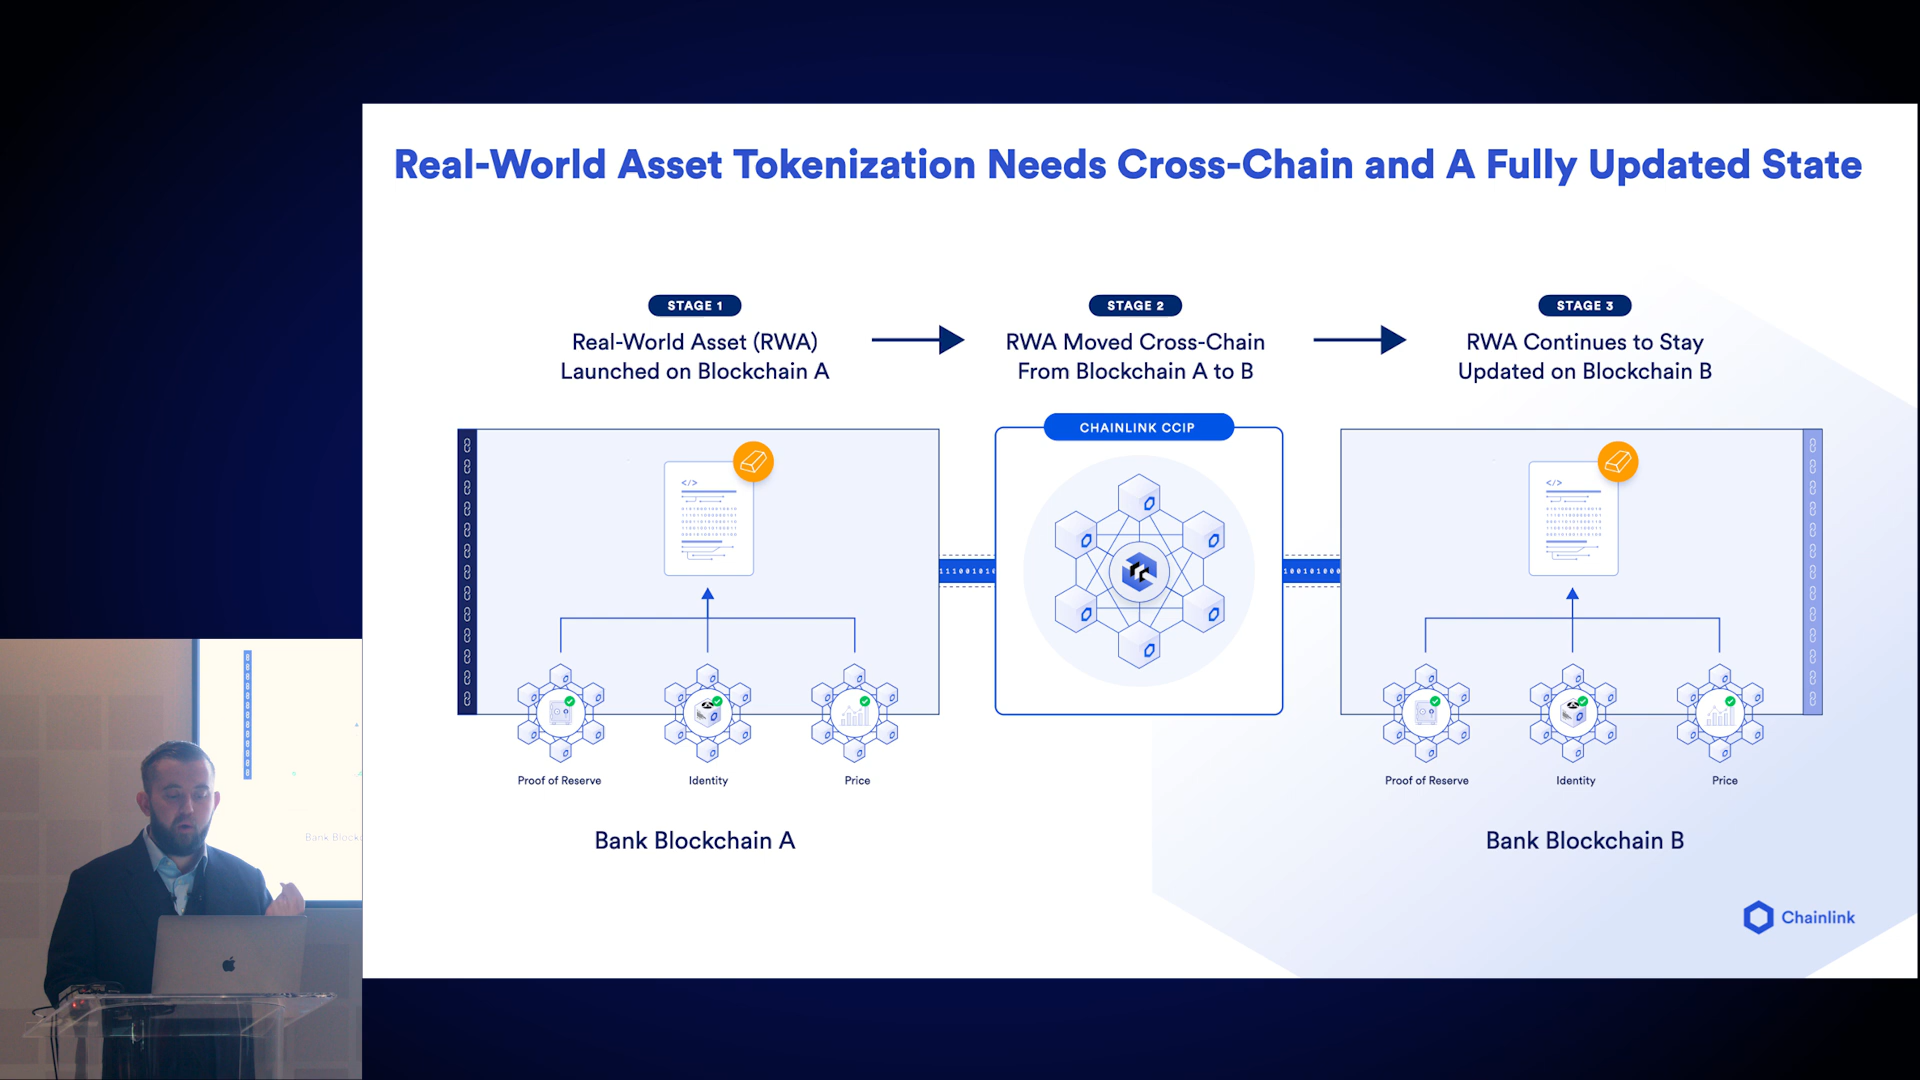 Real-World Asset Tokenization Needs Cross-Chain and A Fully Updated State
STAGE 1
Real-World Asset (RWA)
Launched on Blockchain A
STAGE 2
RWA Moved Cross-Chain
From Blockchain A to B
STAGE 3
RWA Continues to Stay
Updated on Blockchain B
CHAINLINK CCIP
</>
</>
Proof of Reserve
Identity
Price
Proof of Reserve
Identity
Price
Bank Blockchain A
Bank Blockchain B
Chainlink